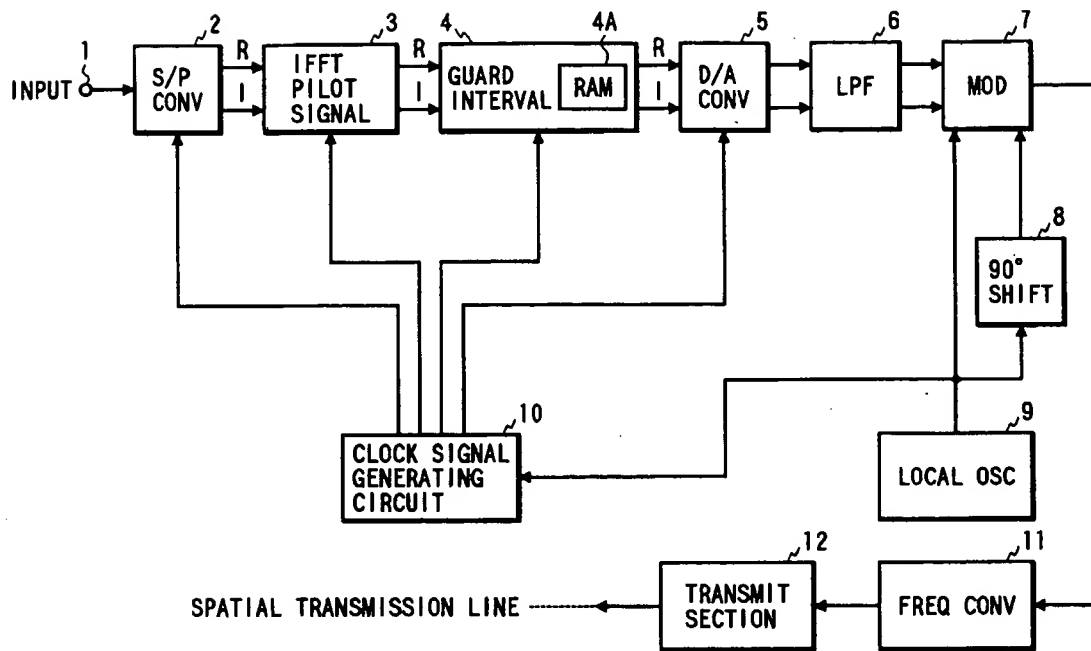 1
INPUT
2
S/P
CONV
R
I
3
IFFT
PILOT
SIGNAL
R
I
4
GUARD
INTERVAL
4A
RAM
R
I
5
D/A
CONV
6
LPF
7
MOD
8
90°
SHIFT
9
LOCAL OSC
10
CLOCK SIGNAL
GENERATING
CIRCUIT
11
FREQ CONV
12
TRANSMIT
SECTION
SPATIAL TRANSMISSION LINE